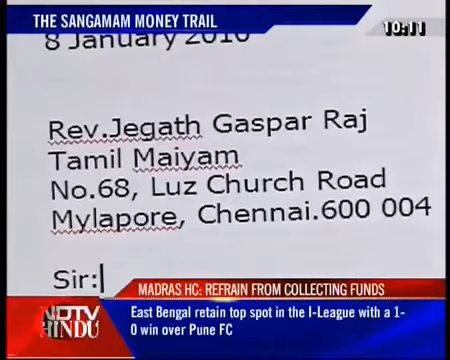 THE SANGAMAM MONEY TRAIL
10:11
8 January 2010
Rev.Jegath Gaspar Raj
Tamil Maiyam
No.68, Luz Church Road
Mylapore, Chennai.600 004
Sir:
MADRAS HC: REFRAIN FROM COLLECTING FUNDS
NDTV
HINDU
East Bengal retain top spot in the I-League with a 1-
0 win over Pune FC